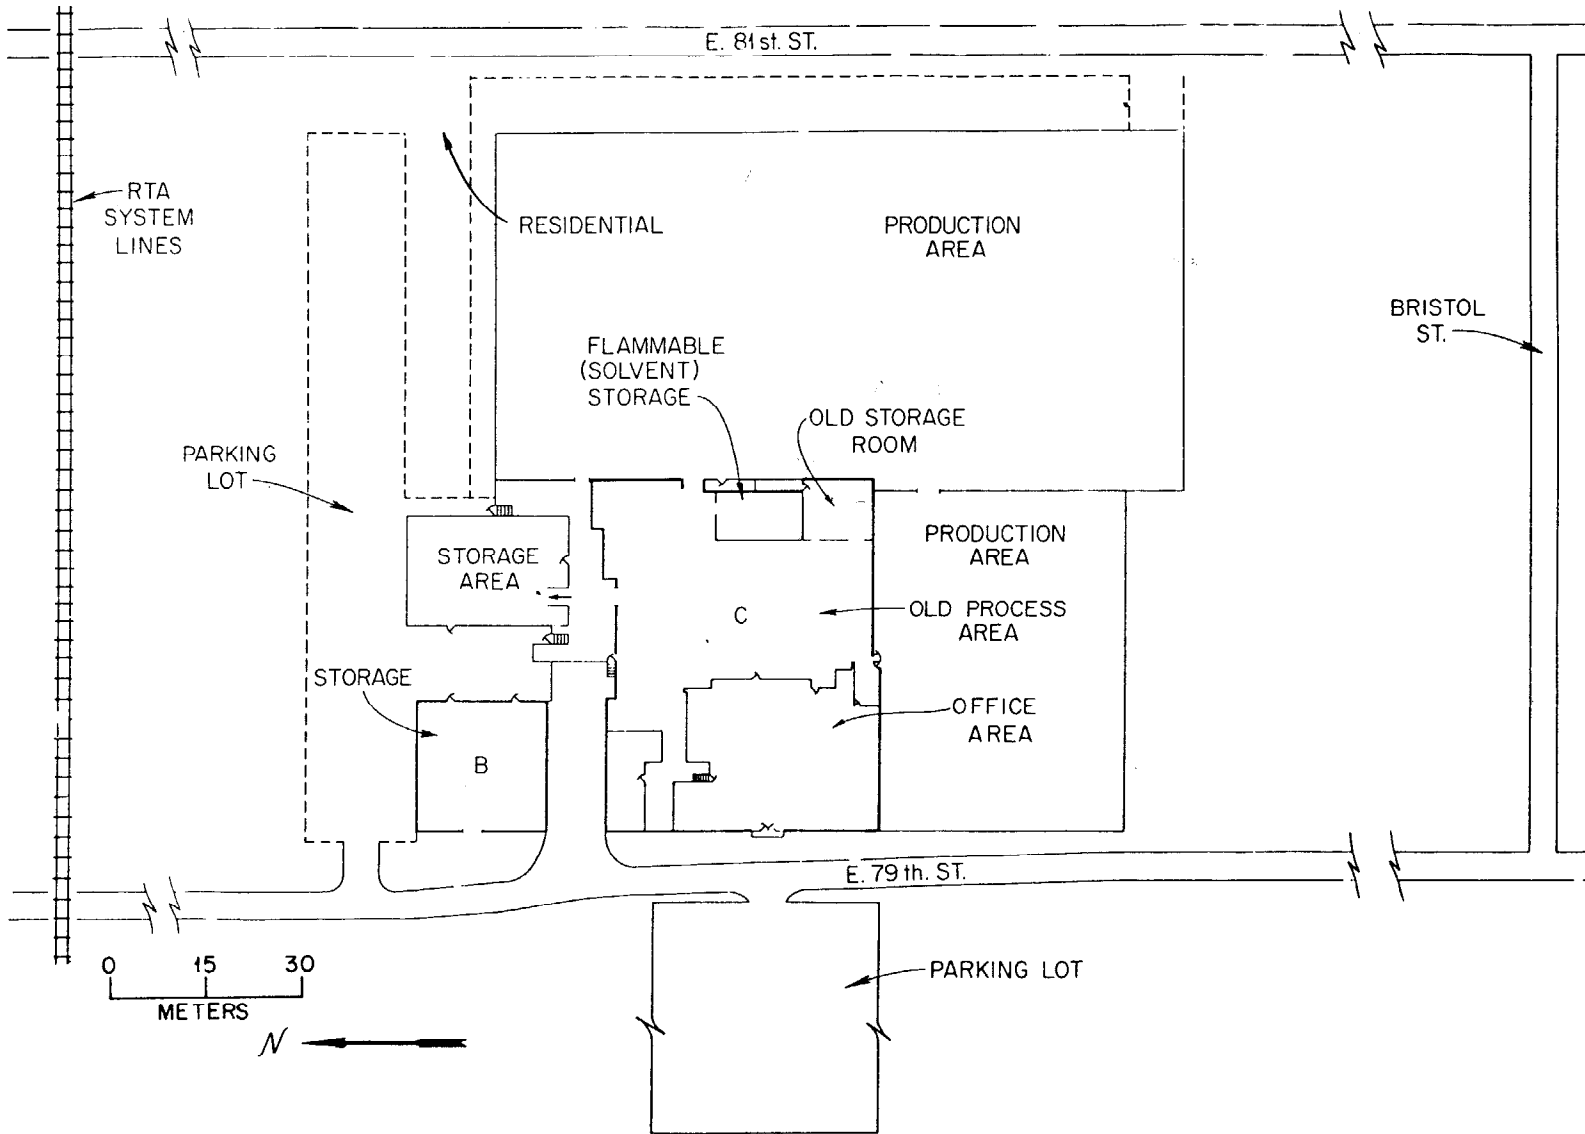 E. 81st. ST.
RTA
SYSTEM
LINES
RESIDENTIAL
PRODUCTION
AREA
BRISTOL
ST.
FLAMMABLE
(SOLVENT)
STORAGE
OLD STORAGE
ROOM
PARKING
LOT
STORAGE
AREA
PRODUCTION
AREA
C
OLD PROCESS
AREA
STORAGE
OFFICE
AREA
B
E. 79th. ST.
0 15 30
METERS
PARKING LOT
N